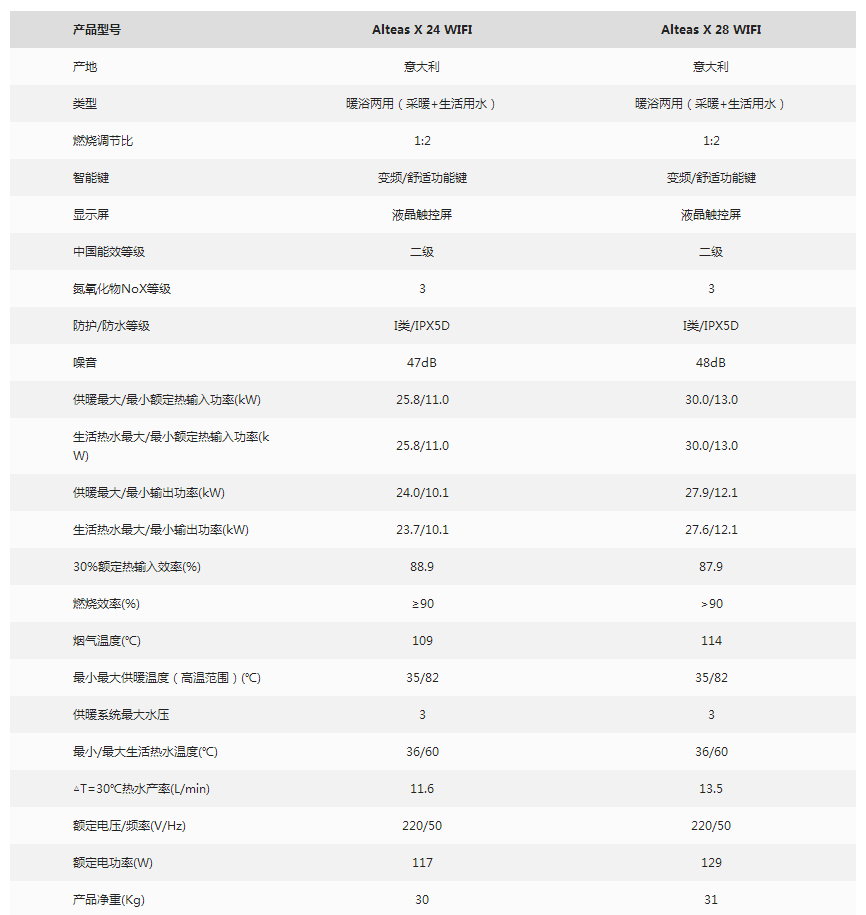 产品型号 Alteas X 24 WIFI Alteas X 28 WIFI
产地 意大利 意大利
类型 暖浴两用（采暖+生活用水） 暖浴两用（采暖+生活用水）
燃烧调节比 1:2 1:2
智能键 变频/舒适功能键 变频/舒适功能键
显示屏 液晶触控屏 液晶触控屏
中国能效等级 二级 二级
氮氧化物NoX等级 3 3
防护/防水等级 I类/IPX5D I类/IPX5D
噪音 47dB 48dB
供暖最大/最小额定热输入功率(kW) 25.8/11.0 30.0/13.0
生活热水最大/最小额定热输入功率(k
W) 25.8/11.0 30.0/13.0
供暖最大/最小输出功率(kW) 24.0/10.1 27.9/12.1
生活热水最大/最小输出功率(kW) 23.7/10.1 27.6/12.1
30%额定热输入效率(%) 88.9 87.9
燃烧效率(%) ≥90 >90
烟气温度(℃) 109 114
最小最大供暖温度（高温范围）(℃) 35/82 35/82
供暖系统最大水压 3 3
最小/最大生活热水温度(℃) 36/60 36/60
△T=30℃热水产率(L/min) 11.6 13.5
额定电压/频率(V/Hz) 220/50 220/50
额定电功率(W) 117 129
产品净重(Kg) 30 31